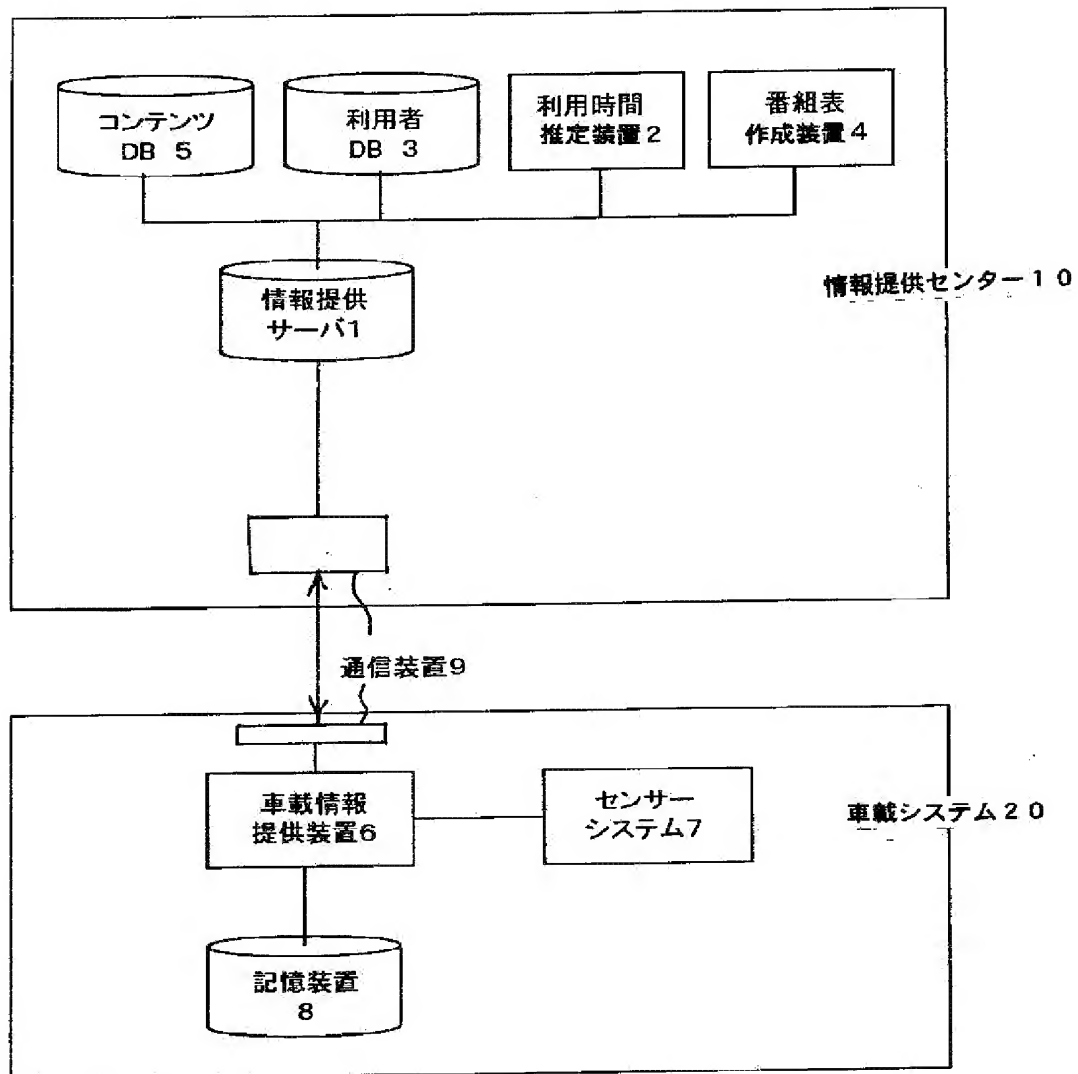 コンテンツ
DB 5
利用者
DB 3
利用時間
推定装置2
番組表
作成装置4
情報提供
サーバ1
情報提供センター10
通信装置9
車載情報
提供装置6
センサー
システム7
車載システム20
記憶装置
8